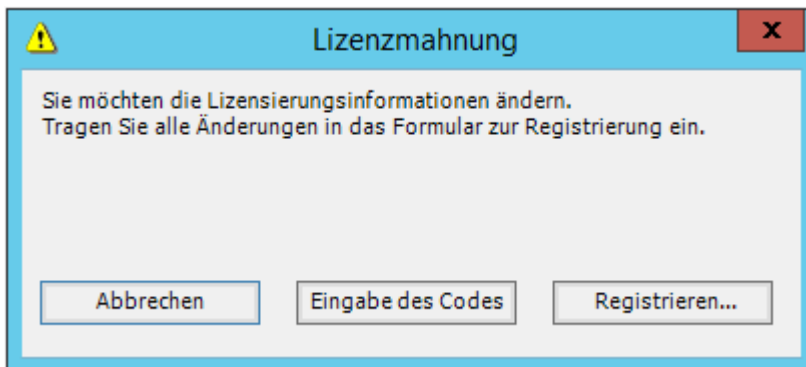 Lizenzmahnung
x
Sie möchten die Lizensierungsinformationen ändern.
Tragen Sie alle Änderungen in das Formular zur Registrierung ein.
Abbrechen
Eingabe des Codes
Registrieren...